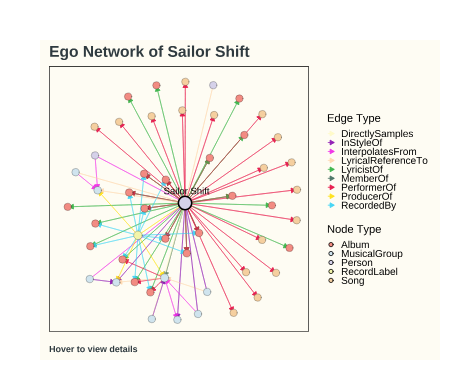 Ego Network of Sailor Shift
Sailor Shift
Edge Type
DirectlySamples
InStyleOf
InterpolatesFrom
LyricalReferenceTo
LyricistOf
MemberOf
PerformerOf
ProducerOf
RecordedBy
Node Type
Album
MusicalGroup
Person
RecordLabel
Song
Hover to view details